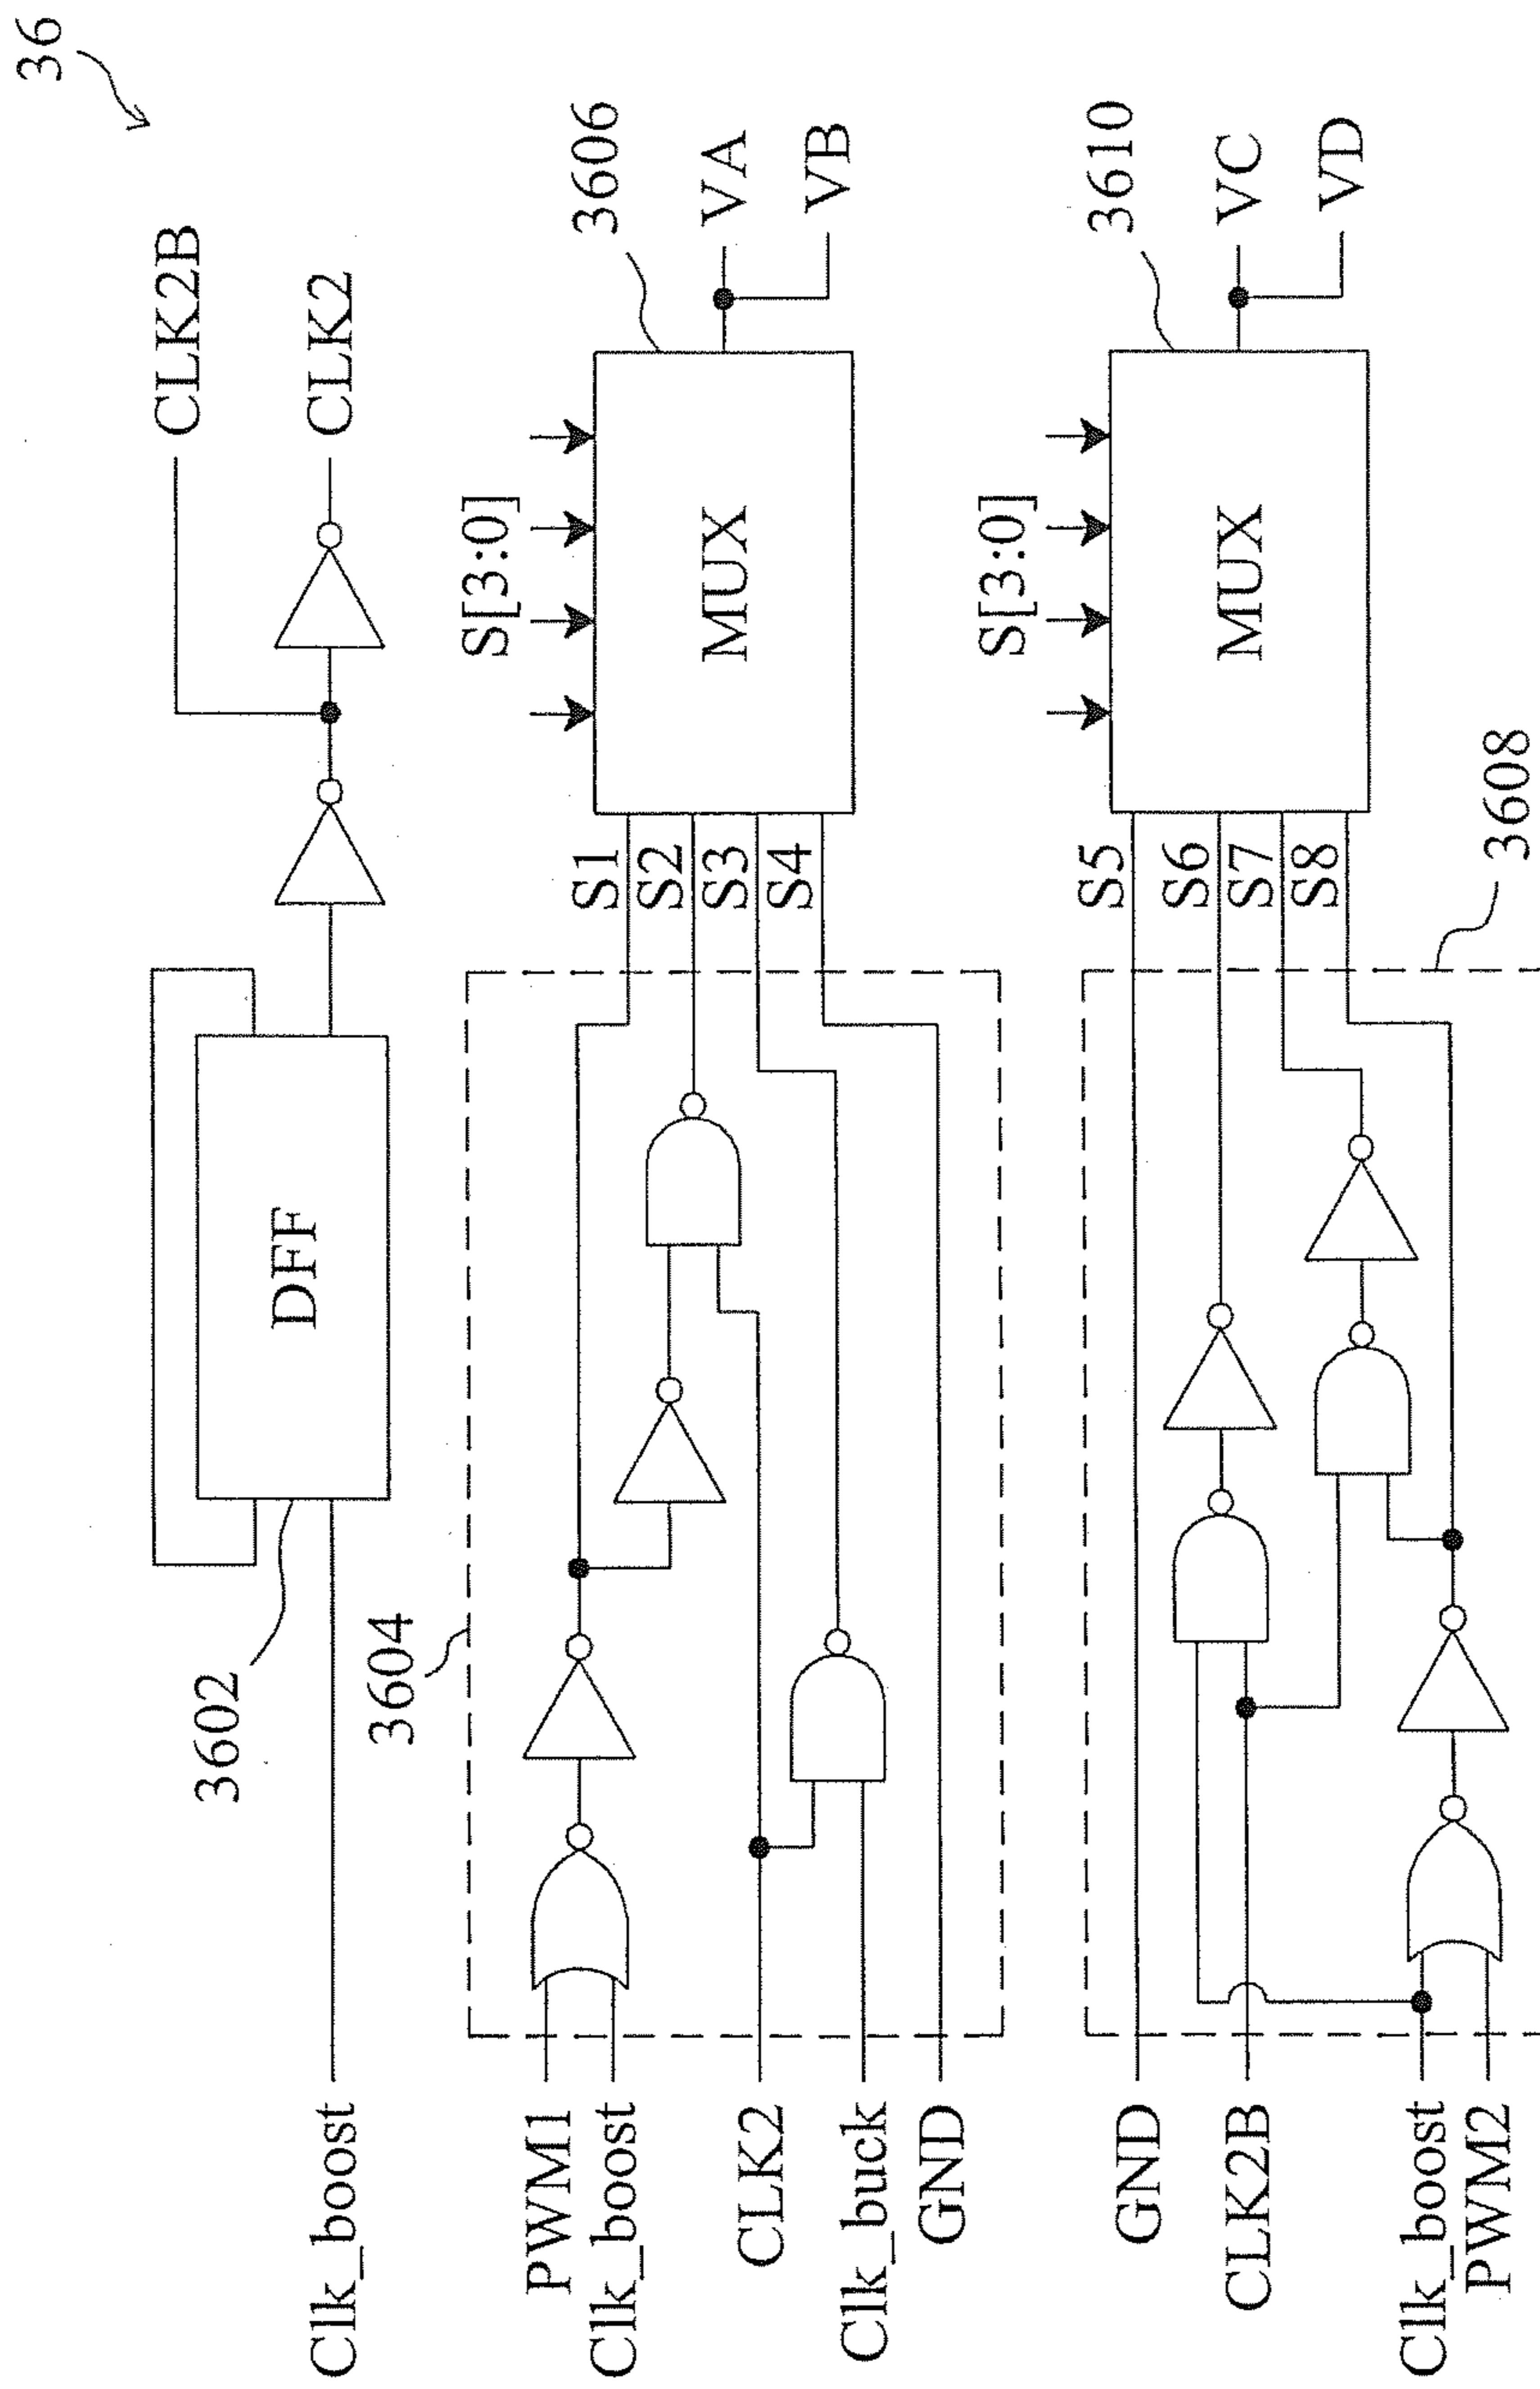 36
CLK2B
CLK2
DFF
3602
Clk_boost
3604
PWM1
Clk_boost
CLK2
Clk_buck
GND
S1
S2
S3
S4
S[3:0]
MUX
3606
VA
VB
GND
CLK2B
Clk_boost
PWM2
S5
S6
S7
S8
3608
S[3:0]
MUX
3610
VC
VD